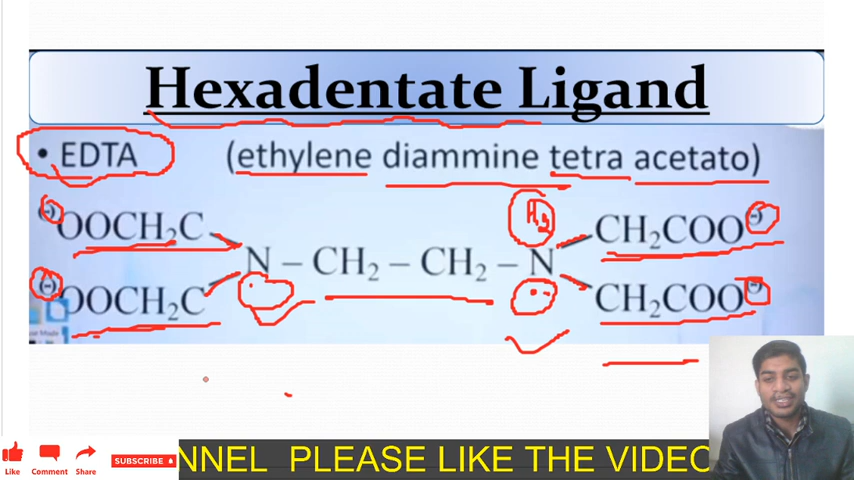 Hexadentate Ligand
• EDTA (ethylene diammine tetra acetato)
H2
(-)OOCH2C CH2COO(-)
N – CH2 – CH2 – N
(-)OOCH2C CH2COO(-)
NNEL PLEASE LIKE THE VIDEO
Like Comment Share SUBSCRIBE